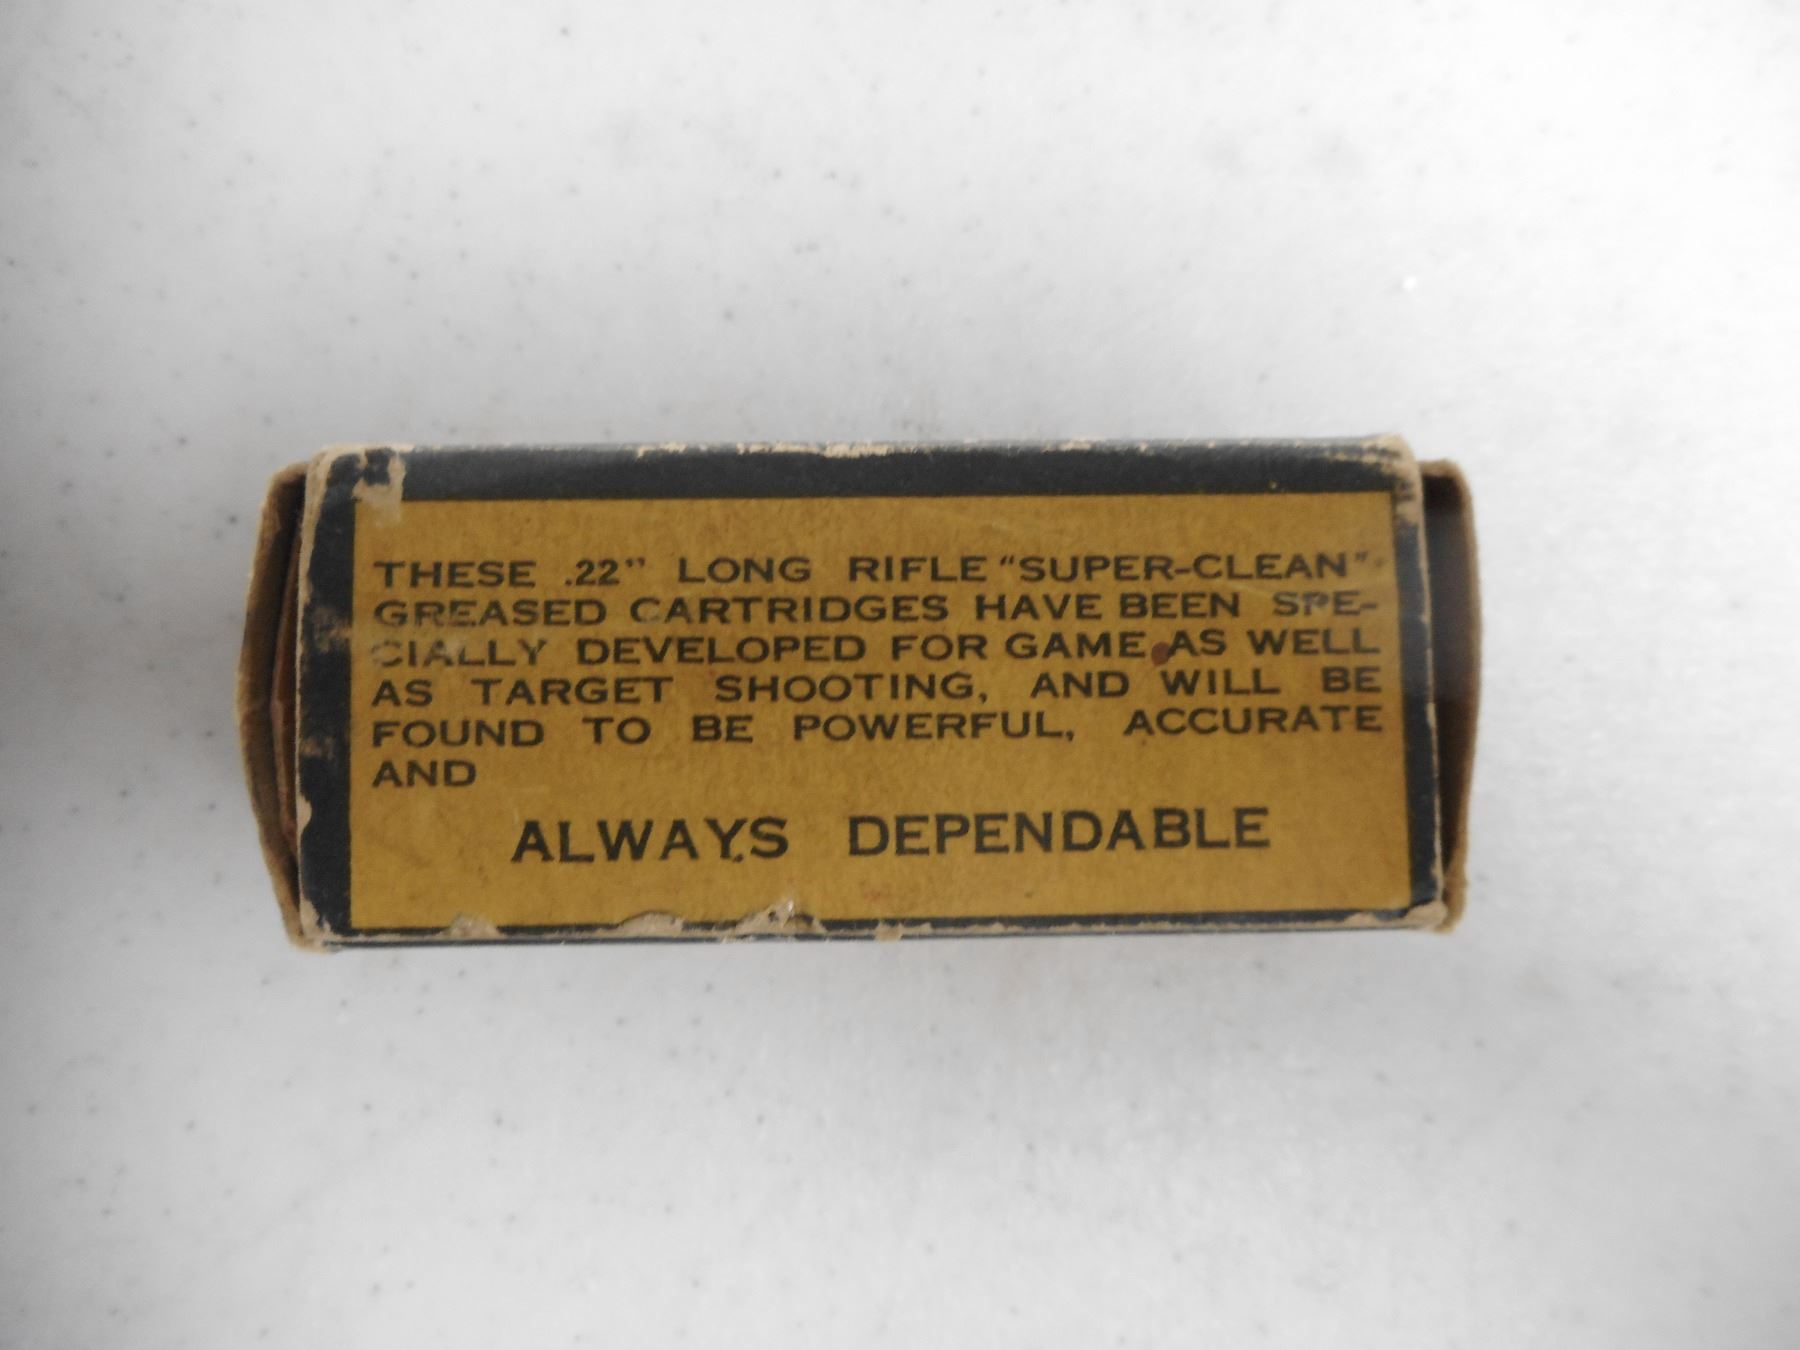 THESE .22" LONG RIFLE "SUPER-CLEAN"
GREASED CARTRIDGES HAVE BEEN SPE-
CIALLY DEVELOPED FOR GAME AS WELL
AS TARGET SHOOTING, AND WILL BE
FOUND TO BE POWERFUL, ACCURATE
AND
ALWAYS DEPENDABLE